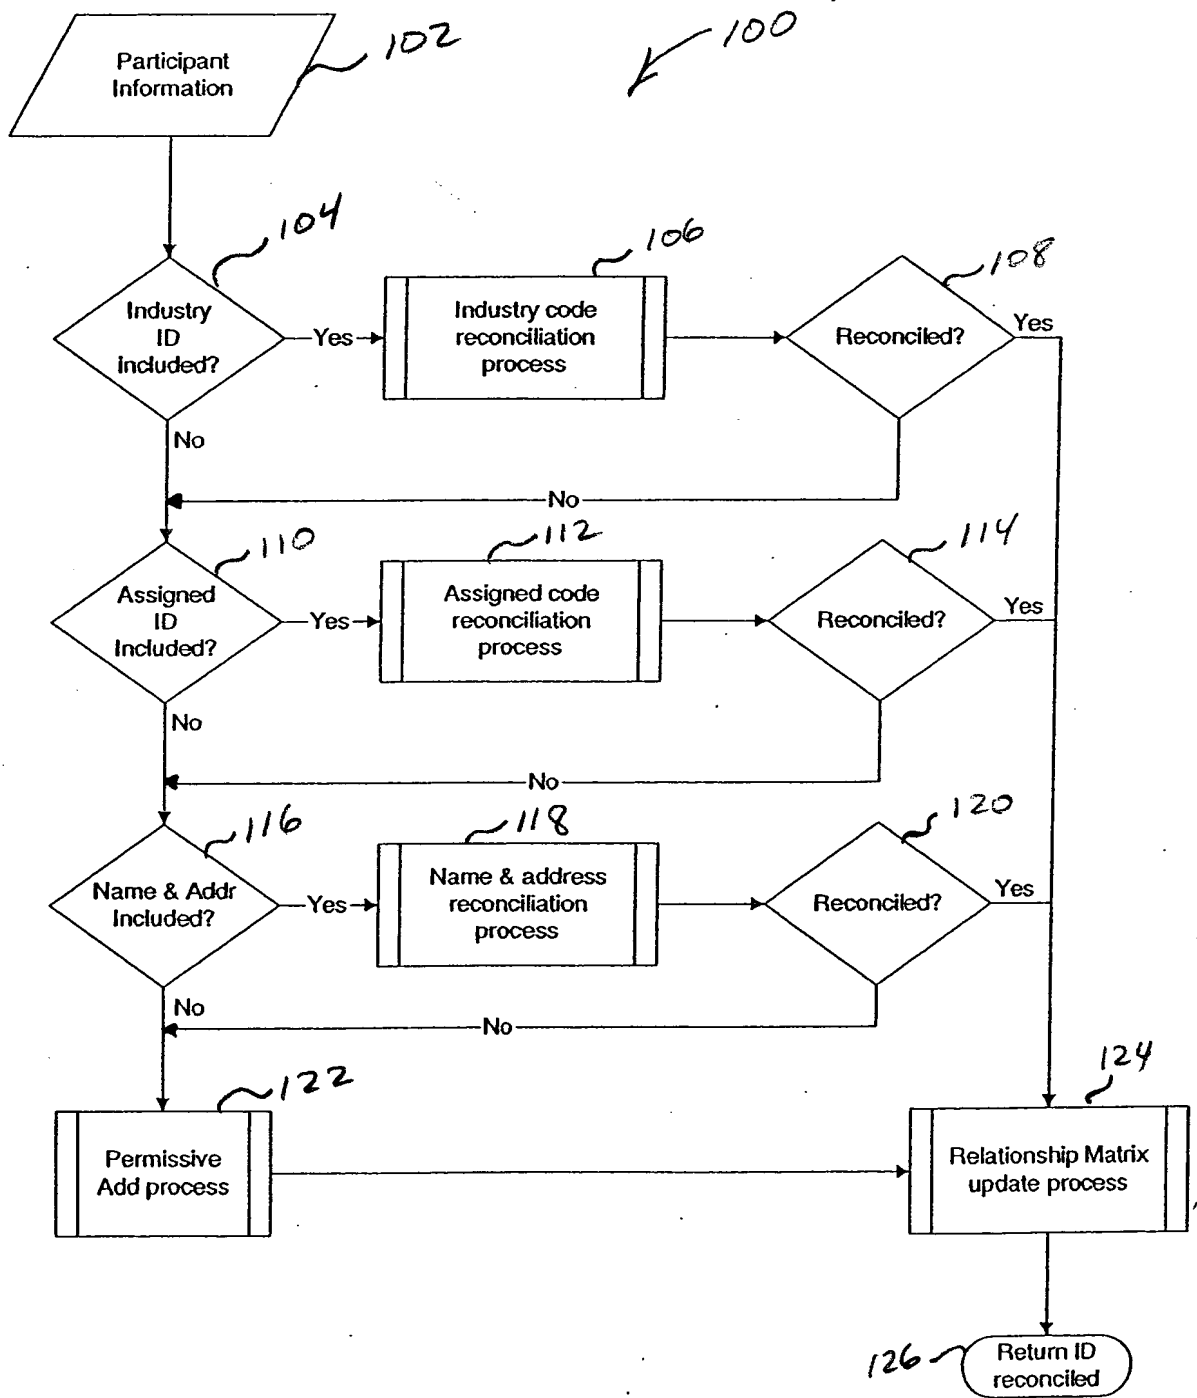 Participant
Information
102
100
104
106
108
Industry
ID
included?
Yes
Industry code
reconciliation
process
Reconciled?
Yes
No
No
110
112
114
Assigned
ID
Included?
Yes
Assigned code
reconciliation
process
Reconciled?
Yes
No
No
116
118
120
Name & Addr
Included?
Yes
Name & address
reconciliation
process
Reconciled?
Yes
No
No
122
124
Permissive
Add process
Relationship Matrix
update process
126
Return ID
reconciled